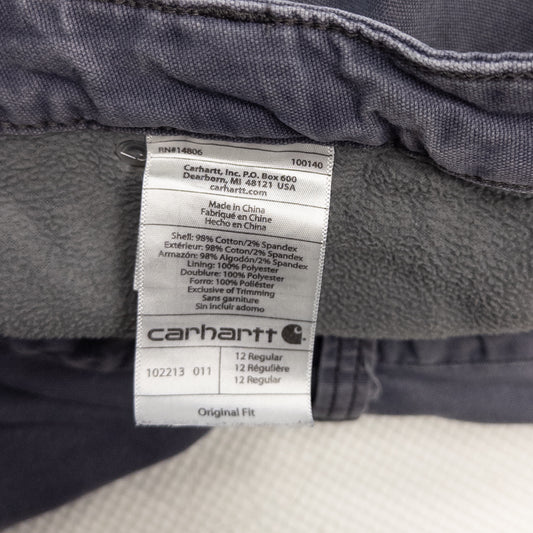 RN#14806 100140
Carhartt, Inc. P.O. Box 600
Dearborn, MI 48121 USA
carhartt.com
Made in China
Fabriqué en Chine
Hecho en China
Shell: 98% Cotton/2% Spandex
Extérieur: 98% Coton/2% Spandex
Armazón: 98% Algodón/2% Spandex
Lining: 100% Polyester
Doublure: 100% Polyester
Forro: 100% Poliéster
Exclusive of Trimming
Sans garniture
Sin incluir adorno
carhartt
102213 011
12 Regular
12 Régulière
12 Regular
Original Fit